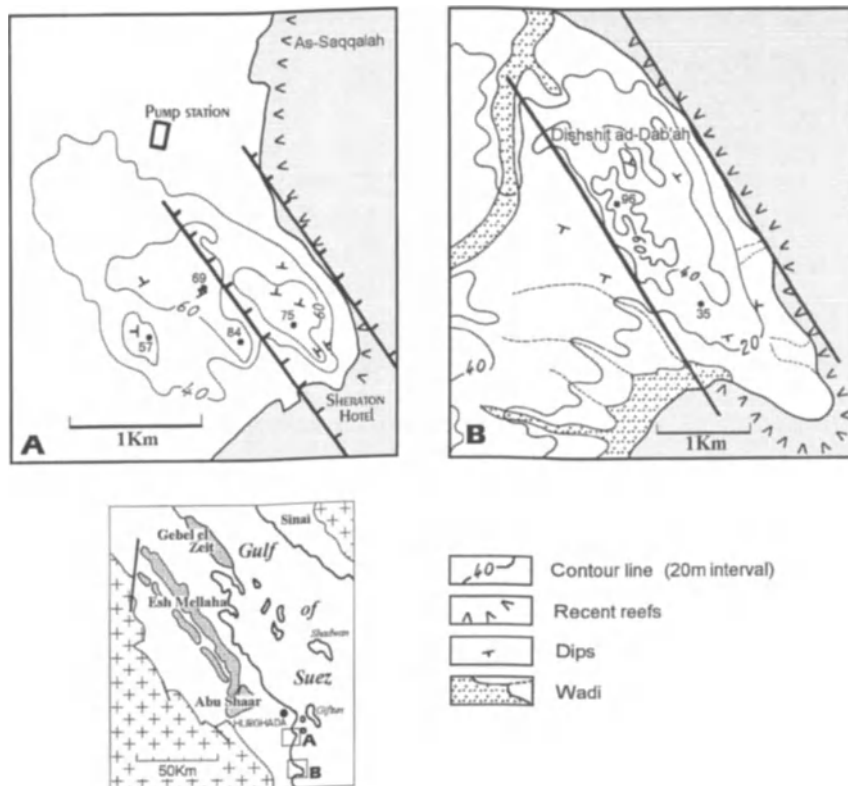 As-Saqqalah
PUMP STATION
69
60
75
60
84
57
40
SHERATON
HOTEL
1Km
A
Dishshit ad-Dab'ah
96
60
40
35
20
40
1Km
B
Sinai
Gebel el
Zeit
Gulf
Esh Mellaha
of
Shadwan
Suez
Abu Shaar
Giftun
HURGHADA
A
B
50Km
40
Contour line (20m interval)
Recent reefs
Dips
Wadi